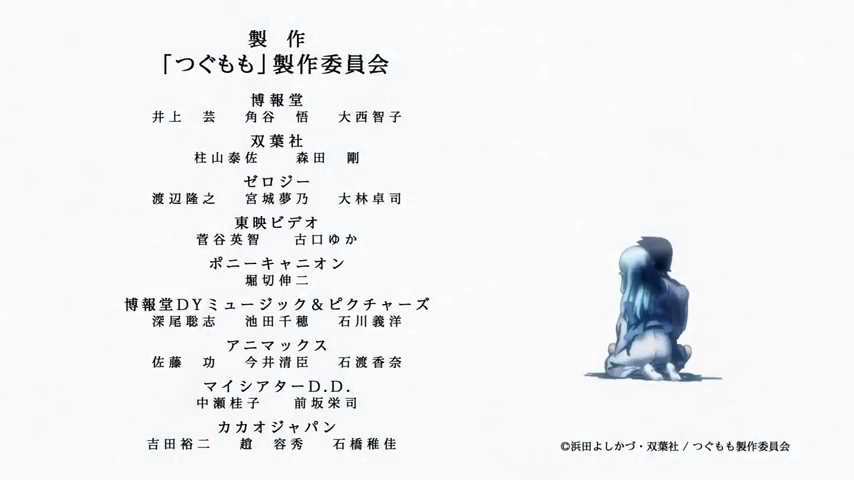 製　作
「つぐもも」製作委員会
博報堂
井上　芸　角谷　悟　大西智子
双葉社
柱山泰佐　森田　剛
ゼロジー
渡辺隆之　宮城夢乃　大林卓司
東映ビデオ
菅谷英智　古口ゆか
ポニーキャニオン
堀切伸二
博報堂DYミュージック＆ピクチャーズ
深尾聡志　池田千穂　石川義洋
アニマックス
佐藤　功　今井清臣　石渡香奈
マイシアターD.D.
中瀬桂子　前坂栄司
カカオジャパン
吉田裕二　趙　容秀　石橋稚佳
©浜田よしかづ・双葉社 / つぐもも製作委員会